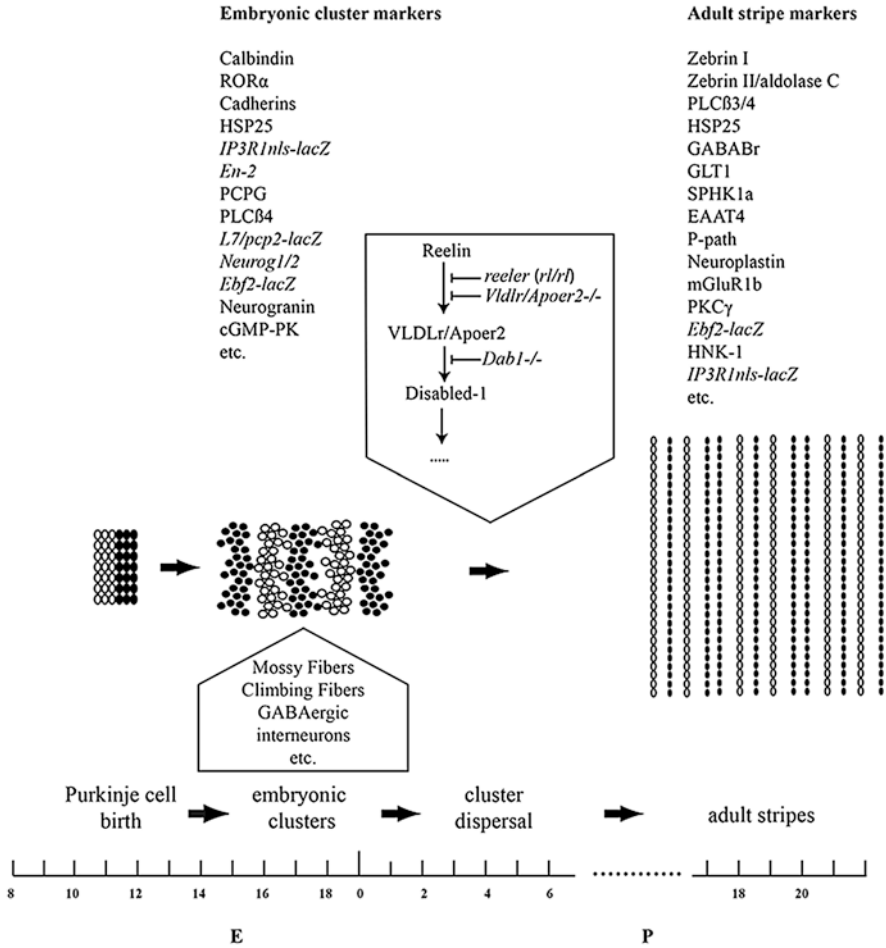 Embryonic cluster markers
Calbindin
RORα
Cadherins
HSP25
IP3R1nls-lacZ
En-2
PCPG
PLCß4
L7/pcp2-lacZ
Neurog1/2
Ebf2-lacZ
Neurogranin
cGMP-PK
etc.
Adult stripe markers
Zebrin I
Zebrin II/aldolase C
PLCß3/4
HSP25
GABABr
GLT1
SPHK1a
EAAT4
P-path
Neuroplastin
mGluR1b
PKCγ
Ebf2-lacZ
HNK-1
IP3R1nls-lacZ
etc.
Reelin
reeler (rl/rl)
Vldlr/Apoer2-/-
VLDLr/Apoer2
Dab1-/-
Disabled-1
.....
Mossy Fibers
Climbing Fibers
GABAergic
interneurons
etc.
Purkinje cell
birth
embryonic
clusters
cluster
dispersal
adult stripes
8 10 12 14 16 18 0 2 4 6 18 20
E P